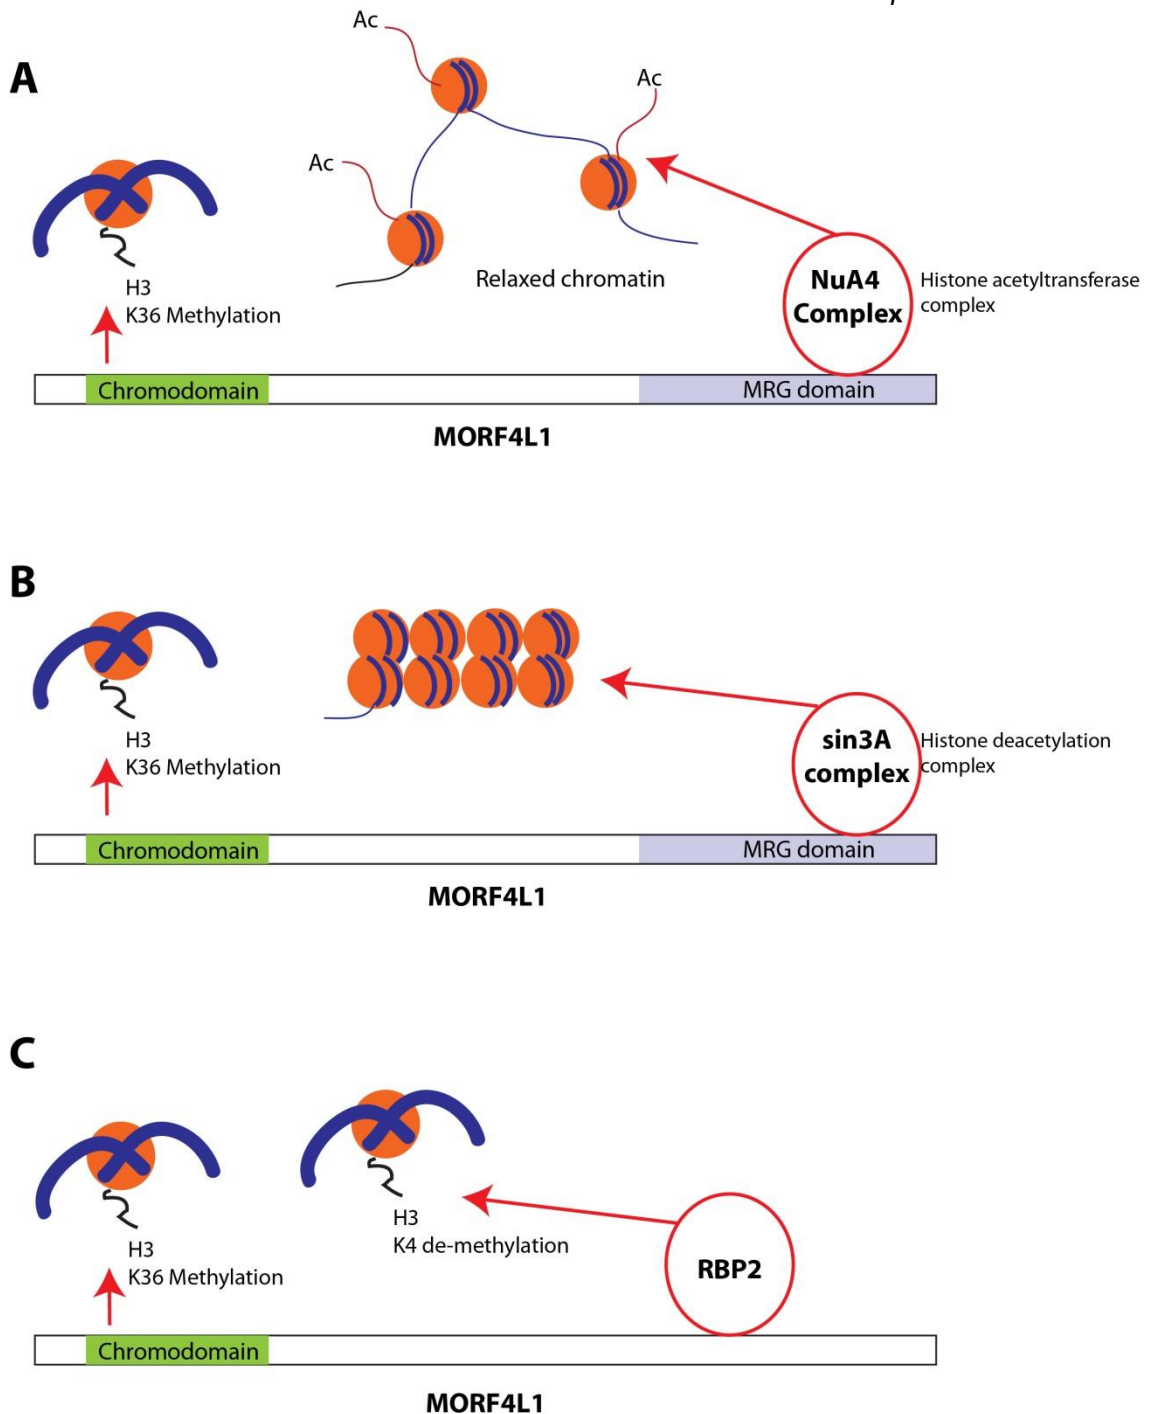 A
Ac
Ac
Ac
H3
K36 Methylation
Relaxed chromatin
NuA4
Complex
Histone acetyltransferase
complex
Chromodomain
MRG domain
MORF4L1
B
H3
K36 Methylation
sin3A
complex
Histone deacetylation
complex
Chromodomain
MRG domain
MORF4L1
C
H3
K36 Methylation
H3
K4 de-methylation
RBP2
Chromodomain
MORF4L1